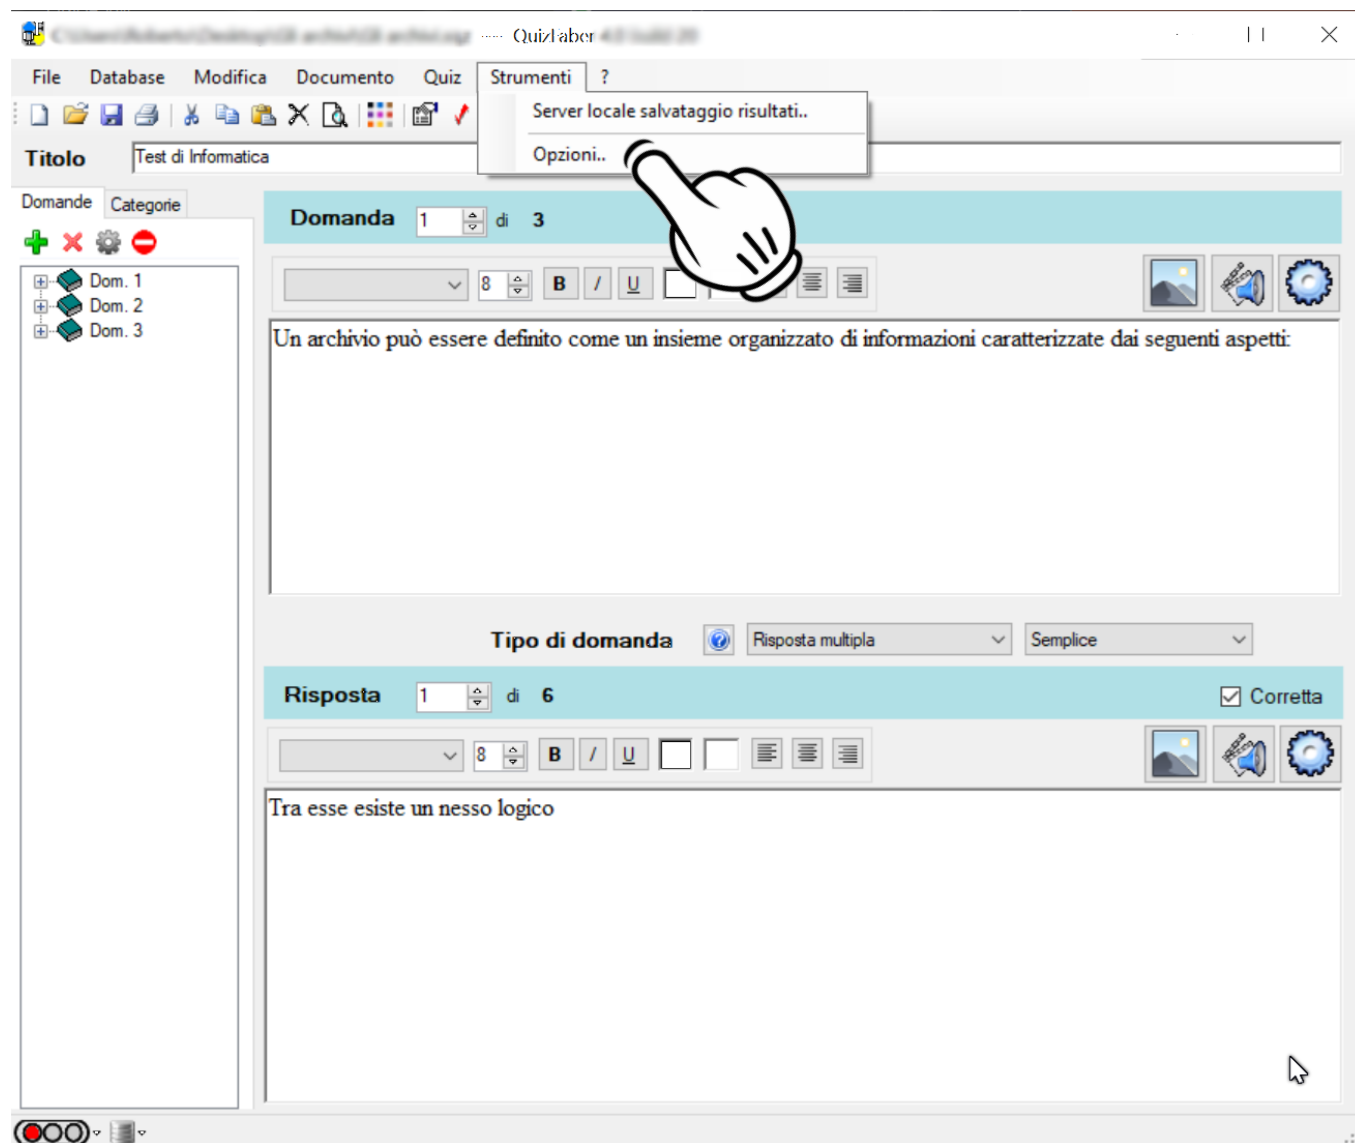 QuizFaber
File Database Modifica Documento Quiz Strumenti ?
Server locale salvataggio risultati..
Opzioni..
Titolo Test di Informatica
Domande Categorie
Domanda 1 di 3
Dom. 1
Dom. 2
Dom. 3
8 B I U
Un archivio può essere definito come un insieme organizzato di informazioni caratterizzate dai seguenti aspetti:
Tipo di domanda Risposta multipla Semplice
Risposta 1 di 6 Corretta
8 B I U
Tra esse esiste un nesso logico